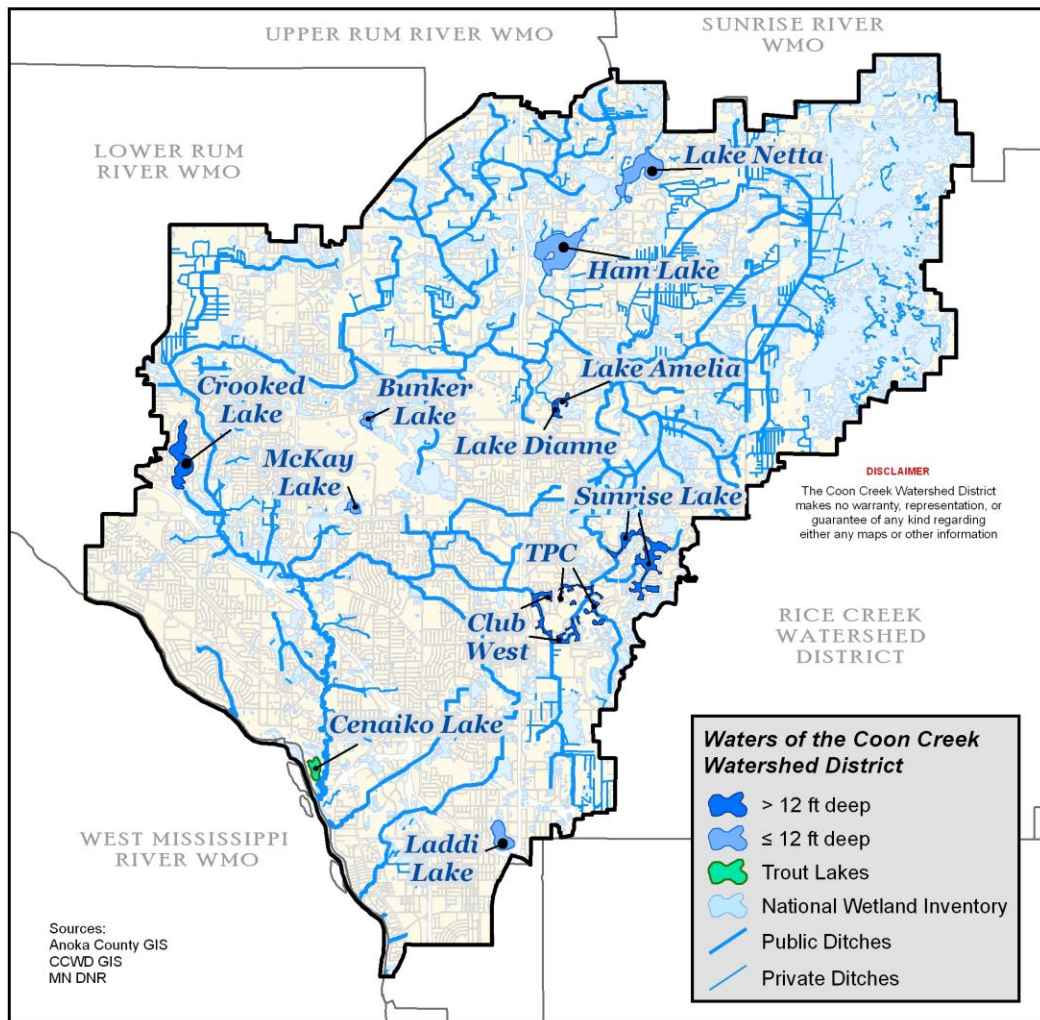 UPPER RUM RIVER WMO
SUNRISE RIVER
WMO
LOWER RUM
RIVER WMO
Lake Netta
Ham Lake
Crooked
Lake
Bunker
Lake
Lake Amelia
Lake Dianne
McKay
Lake
Sunrise Lake
DISCLAIMER
The Coon Creek Watershed District
makes no warranty, representation, or
guarantee of any kind regarding
either any maps or other information
TPC
Club
West
RICE CREEK
WATERSHED
DISTRICT
Cenaiko Lake
WEST MISSISSIPPI
RIVER WMO
Laddi
Lake
Sources:
Anoka County GIS
CCWD GIS
MN DNR
Waters of the Coon Creek
Watershed District
> 12 ft deep
≤ 12 ft deep
Trout Lakes
National Wetland Inventory
Public Ditches
Private Ditches